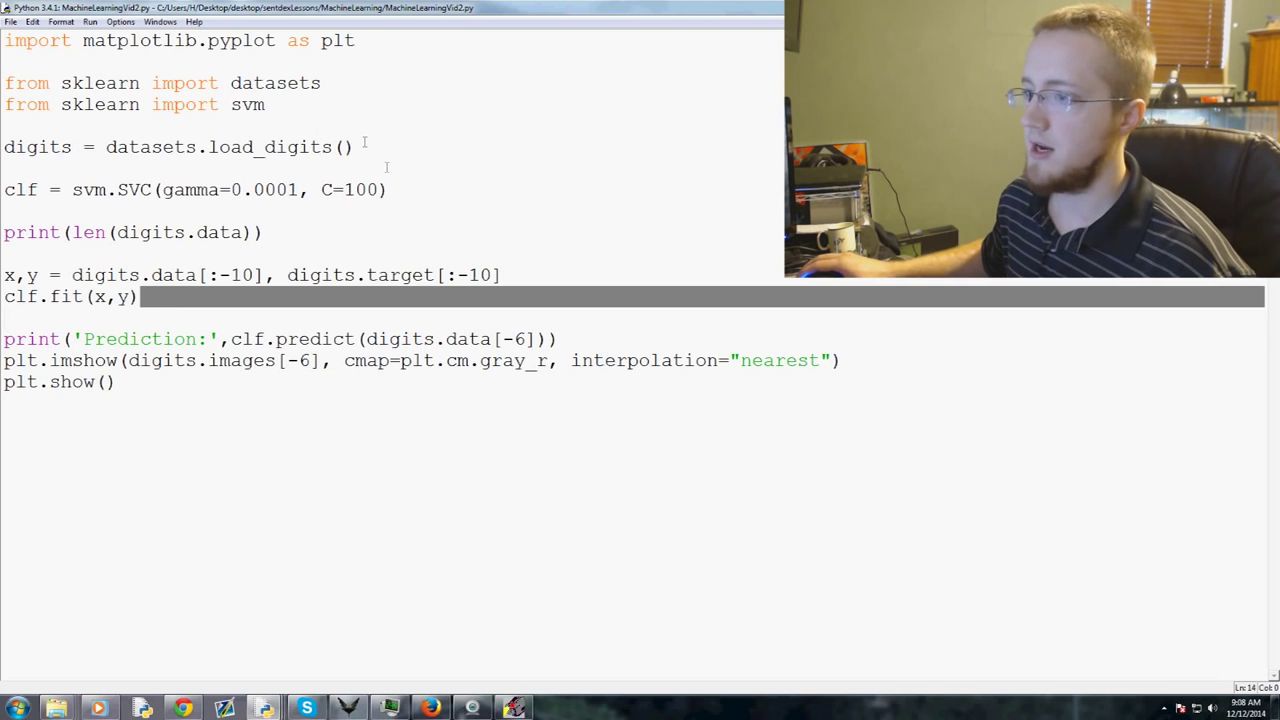 Python 3.4.1: MachineLearningVid2.py - C:/Users/H/Desktop/desktop/sentdexLessons/MachineLearning/MachineLearningVid2.py
File Edit Format Run Options Windows Help
import matplotlib.pyplot as plt
from sklearn import datasets
from sklearn import svm
digits = datasets.load_digits()
clf = svm.SVC(gamma=0.0001, C=100)
print(len(digits.data))
x,y = digits.data[:-10], digits.target[:-10]
clf.fit(x,y)
print('Prediction:',clf.predict(digits.data[-6]))
plt.imshow(digits.images[-6], cmap=plt.cm.gray_r, interpolation="nearest")
plt.show()
Ln: 14 Col: 0
9:08 AM
12/12/2014